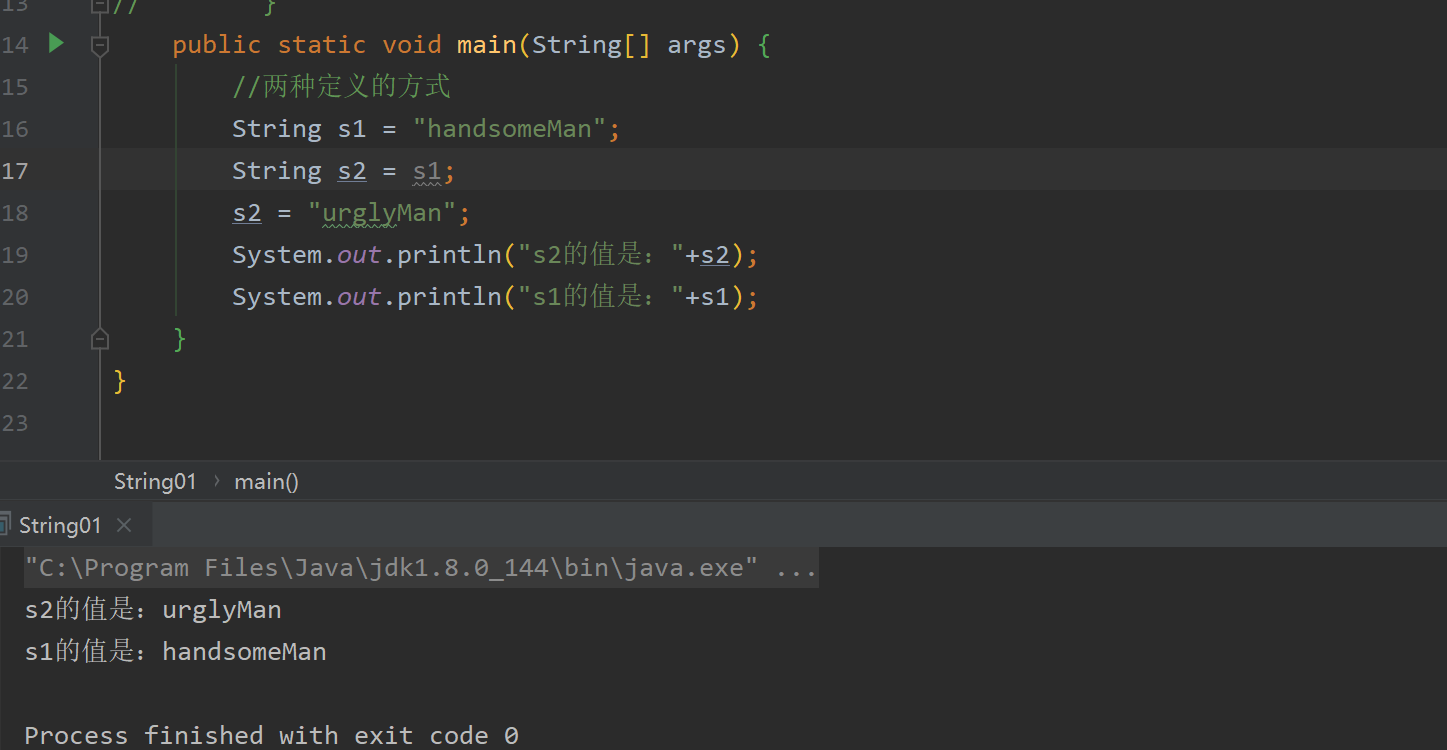 13 // }
14 public static void main(String[] args) {
15 //两种定义的方式
16 String s1 = "handsomeMan";
17 String s2 = s1;
18 s2 = "urglyMan";
19 System.out.println("s2的值是："+s2);
20 System.out.println("s1的值是："+s1);
21 }
22 }
23
String01 › main()
String01 ×
"C:\Program Files\Java\jdk1.8.0_144\bin\java.exe" ...
s2的值是：urglyMan
s1的值是：handsomeMan
Process finished with exit code 0